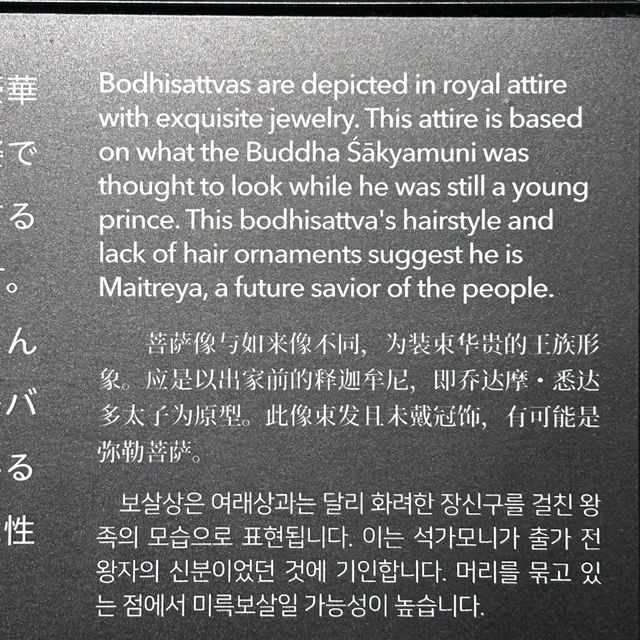 華
で
る
。
ん
バ
る
性
Bodhisattvas are depicted in royal attire
with exquisite jewelry. This attire is based
on what the Buddha Śākyamuni was
thought to look while he was still a young
prince. This bodhisattva's hairstyle and
lack of hair ornaments suggest he is
Maitreya, a future savior of the people.
菩萨像与如来像不同，为装束华贵的王族形
象。应是以出家前的释迦牟尼，即乔达摩・悉达
多太子为原型。此像束发且未戴冠饰，有可能是
弥勒菩萨。
보살상은 여래상과는 달리 화려한 장신구를 걸친 왕
족의 모습으로 표현됩니다. 이는 석가모니가 출가 전
왕자의 신분이었던 것에 기인합니다. 머리를 묶고 있
는 점에서 미륵보살일 가능성이 높습니다.